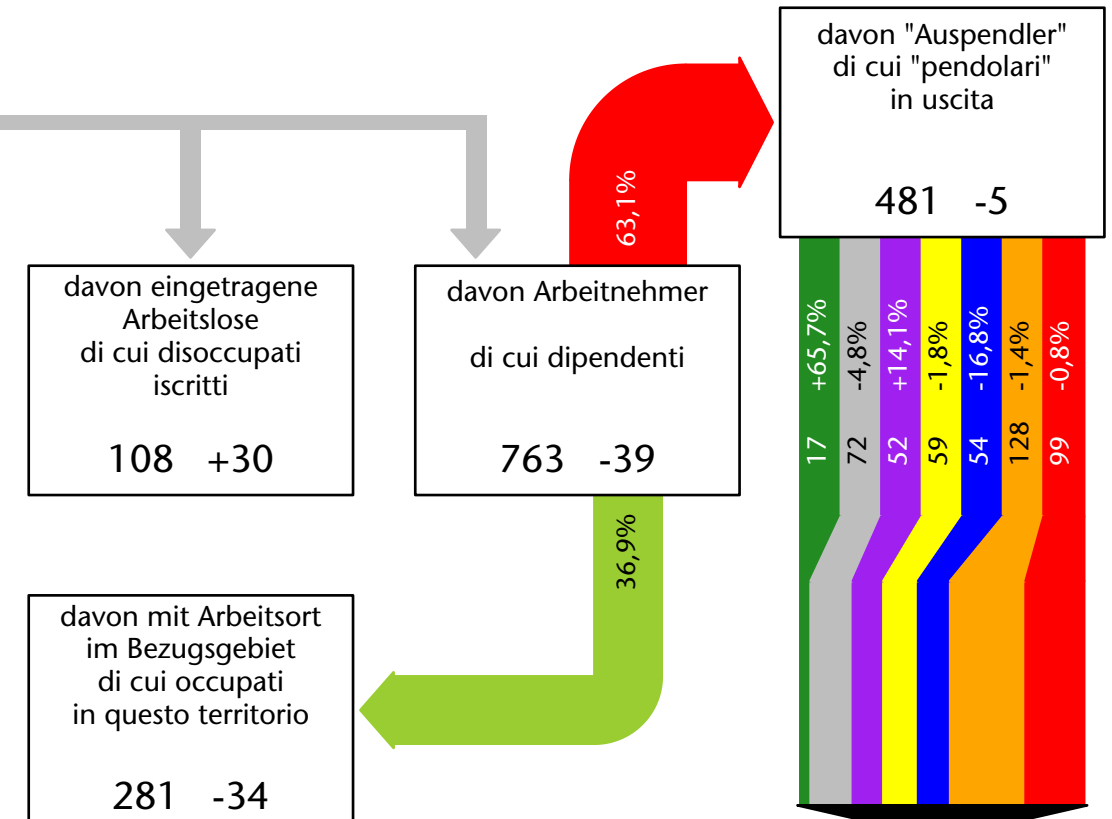 davon "Auspendler"
di cui "pendolari"
in uscita
481 -5
63,1%
davon eingetragene
Arbeitslose
di cui disoccupati
iscritti
108 +30
davon Arbeitnehmer
di cui dipendenti
763 -39
17 +65,7%
72 -4,8%
52 +14,1%
59 -1,8%
54 -16,8%
128 -1,4%
99 -0,8%
36,9%
davon mit Arbeitsort
im Bezugsgebiet
di cui occupati
in questo territorio
281 -34